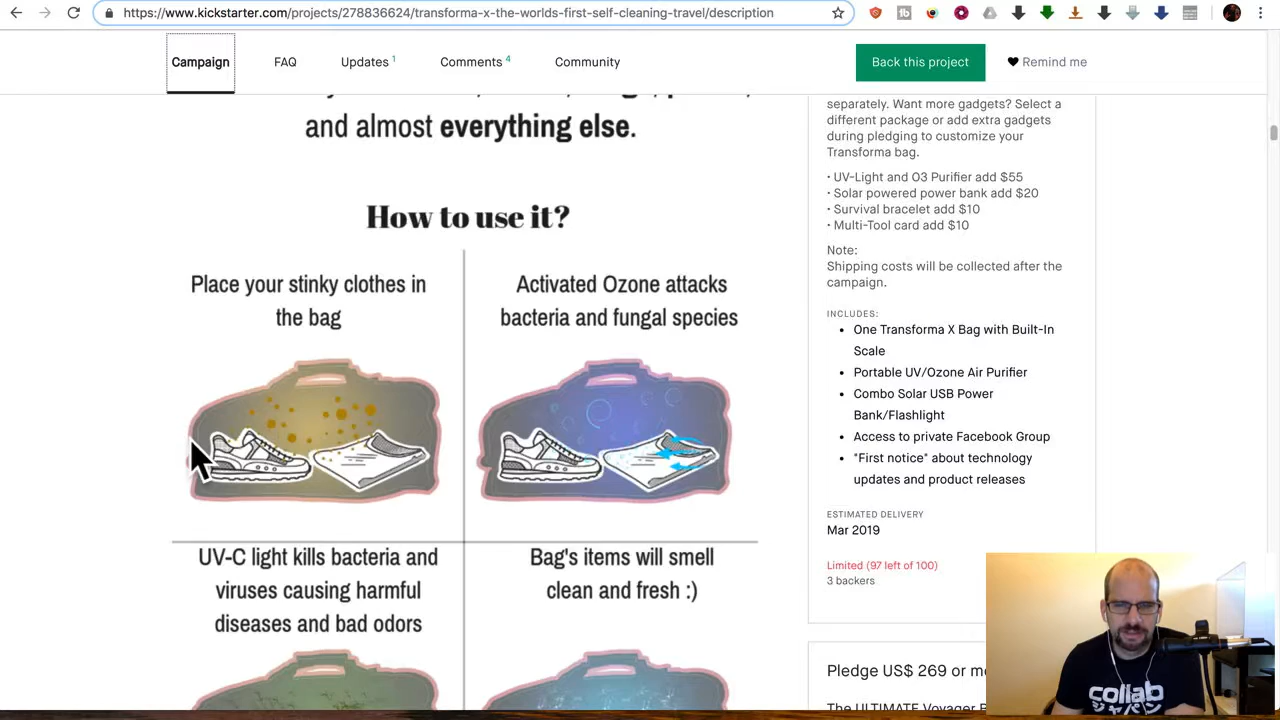 https://www.kickstarter.com/projects/278836624/transforma-x-the-worlds-first-self-cleaning-travel/description
Campaign
FAQ
Updates 1
Comments 4
Community
Back this project
Remind me
and almost everything else.
How to use it?
Place your stinky clothes in
the bag
Activated Ozone attacks
bacteria and fungal species
UV-C light kills bacteria and
viruses causing harmful
diseases and bad odors
Bag's items will smell
clean and fresh :)
separately. Want more gadgets? Select a
different package or add extra gadgets
during pledging to customize your
Transforma bag.
• UV-Light and O3 Purifier add $55
• Solar powered power bank add $20
• Survival bracelet add $10
• Multi-Tool card add $10
Note:
Shipping costs will be collected after the
campaign.
INCLUDES:
• One Transforma X Bag with Built-In
Scale
• Portable UV/Ozone Air Purifier
• Combo Solar USB Power
Bank/Flashlight
• Access to private Facebook Group
• "First notice" about technology
updates and product releases
ESTIMATED DELIVERY
Mar 2019
Limited (97 left of 100)
3 backers
Pledge US$ 269 or
The ULTIMATE Voyager
collab
ジャパン